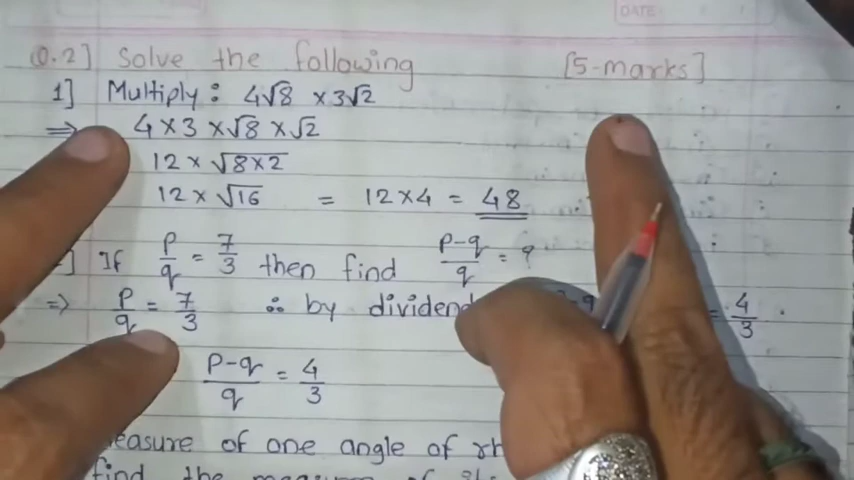 DATE:
Q.2] Solve the following [5-marks]
1] Multiply: 4√8 ×3√2
⇒ 4×3×√8×√2
12×√8×2
12×√16 = 12×4 = 48
] If p/q = 7/3 then find p-q/q = ?
⇒ p/q = 7/3 ∴ by = 4/3
p-q/q = 4/3
of one angle of
find the